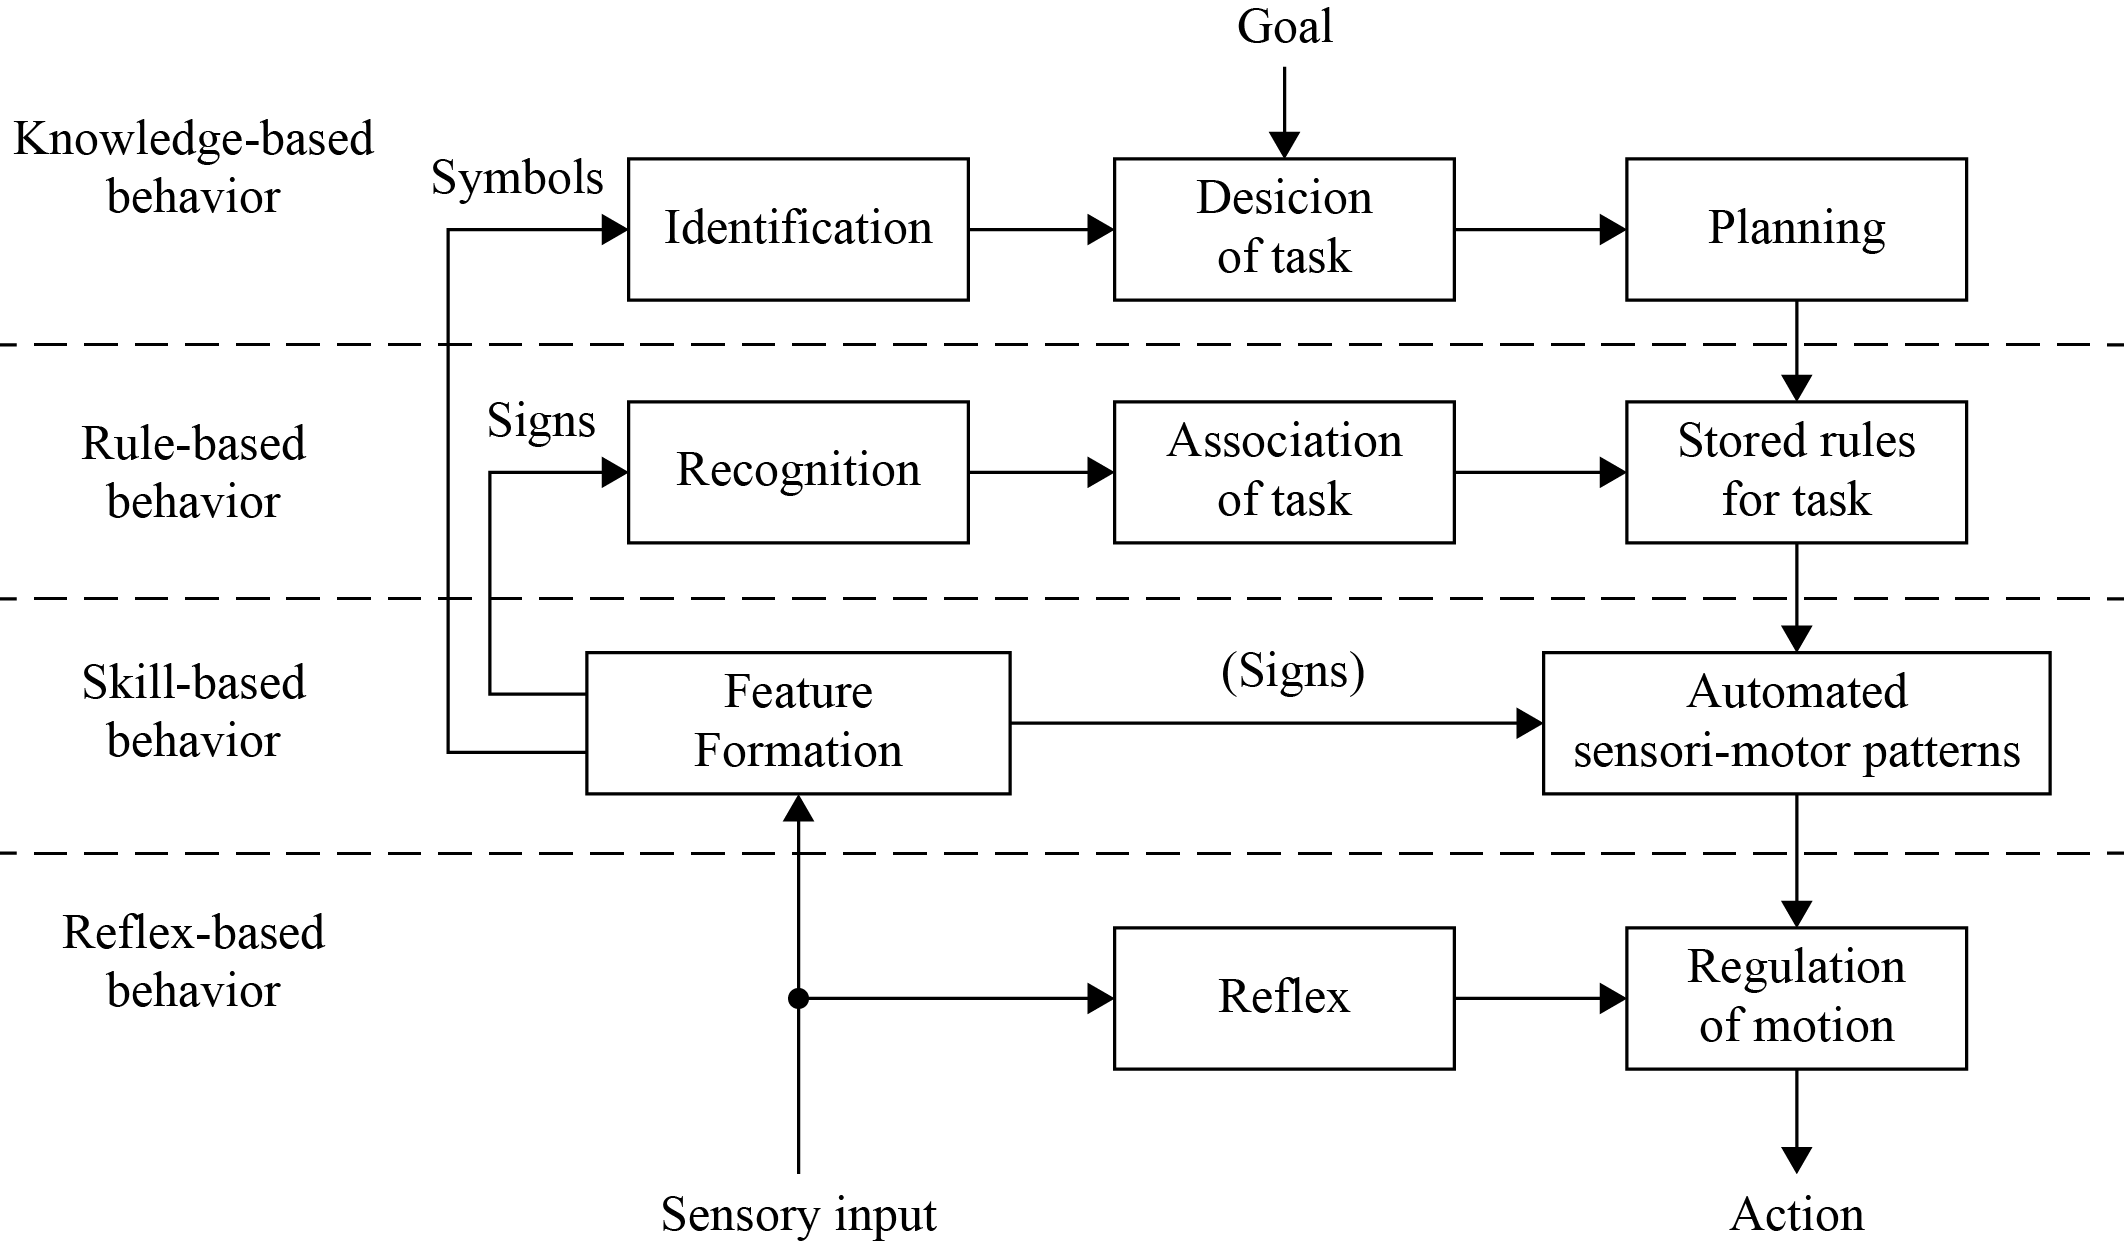 Goal
Knowledge-based
behavior
Symbols
Identification
Desicion
of task
Planning
Rule-based
behavior
Signs
Recognition
Association
of task
Stored rules
for task
Skill-based
behavior
Feature
Formation
(Signs)
Automated
sensori-motor patterns
Reflex-based
behavior
Reflex
Regulation
of motion
Sensory input
Action